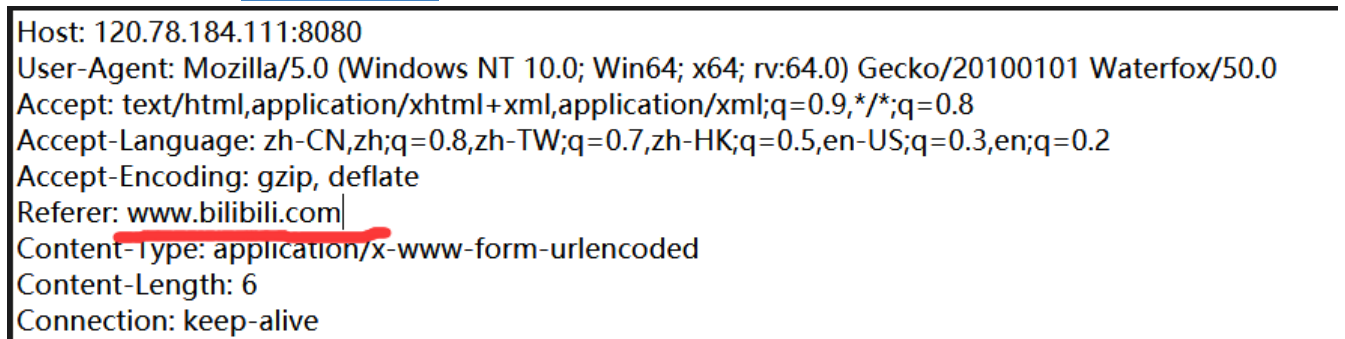 Host: 120.78.184.111:8080
User-Agent: Mozilla/5.0 (Windows NT 10.0; Win64; x64; rv:64.0) Gecko/20100101 Waterfox/50.0
Accept: text/html,application/xhtml+xml,application/xml;q=0.9,*/*;q=0.8
Accept-Language: zh-CN,zh;q=0.8,zh-TW;q=0.7,zh-HK;q=0.5,en-US;q=0.3,en;q=0.2
Accept-Encoding: gzip, deflate
Referer: www.bilibili.com
Content-Type: application/x-www-form-urlencoded
Content-Length: 6
Connection: keep-alive